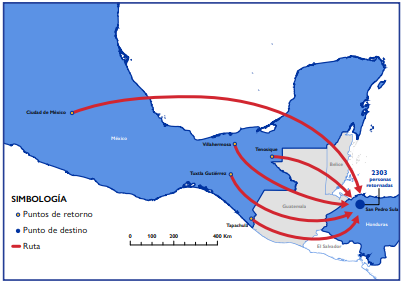 Ciudad de México
México
Villahermosa
Tenosique
Belice
Tuxtla Gutiérrez
2303
personas
retornadas
SIMBOLOGÍA
Puntos de retorno
Punto de destino
Ruta
Guatemala
San Pedro Sula
Tapachula
Honduras
El Salvador
0 100 200 400 Km